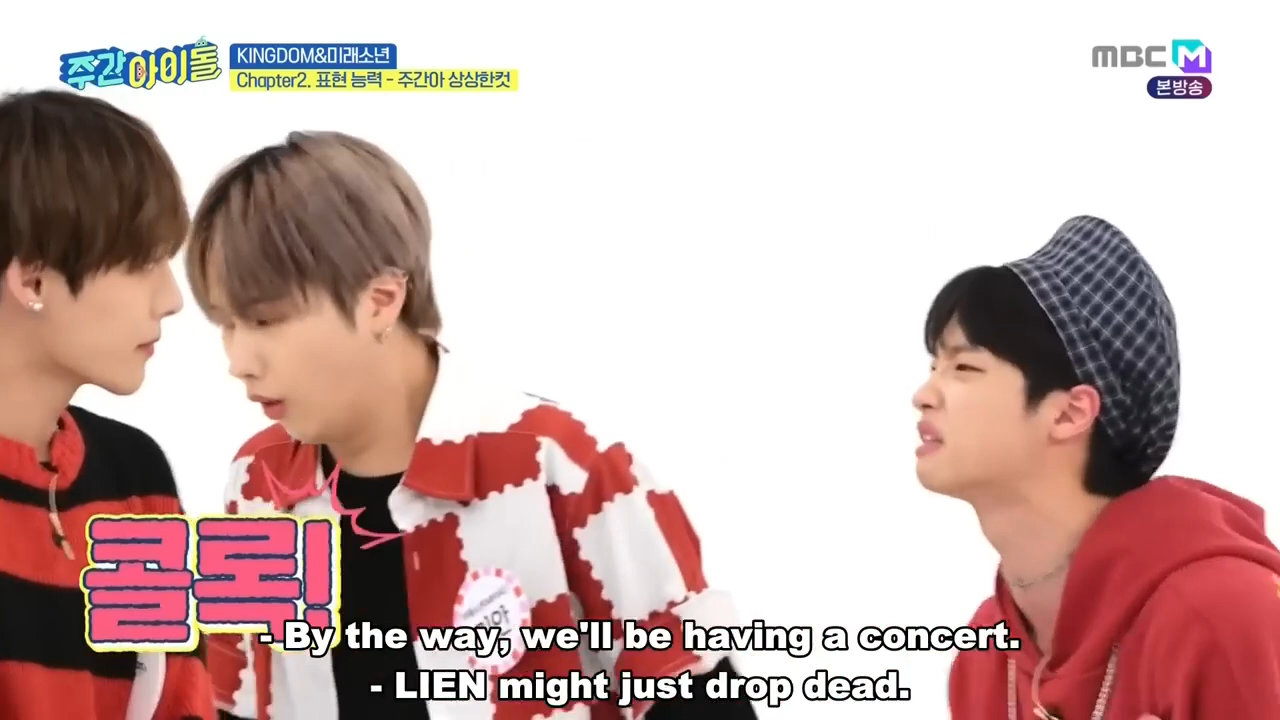 주간아이돌
KINGDOM&미래소년
Chapter2. 표현 능력 - 주간아 상상한컷
MBC M
본방송
콜록!
- By the way, we'll be having a concert.
- LIEN might just drop dead.